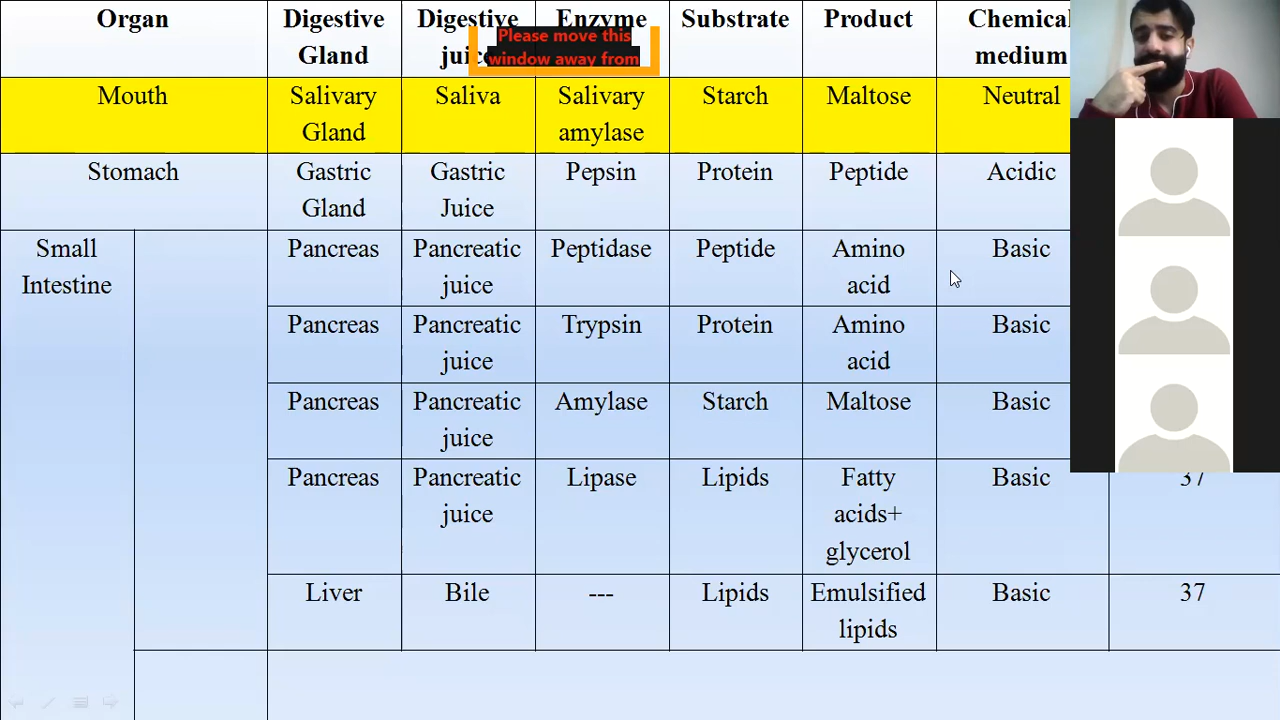 Organ
Digestive
Gland
Digestive
juice
Enzyme
Substrate
Product
Chemical
medium
Please move this
window away from
Mouth
Salivary
Gland
Saliva
Salivary
amylase
Starch
Maltose
Neutral
Stomach
Gastric
Gland
Gastric
Juice
Pepsin
Protein
Peptide
Acidic
Small
Intestine
Pancreas
Pancreatic
juice
Peptidase
Peptide
Amino
acid
Basic
Pancreas
Pancreatic
juice
Trypsin
Protein
Amino
acid
Basic
Pancreas
Pancreatic
juice
Amylase
Starch
Maltose
Basic
Pancreas
Pancreatic
juice
Lipase
Lipids
Fatty
acids+
glycerol
Basic
37
Liver
Bile
---
Lipids
Emulsified
lipids
Basic
37